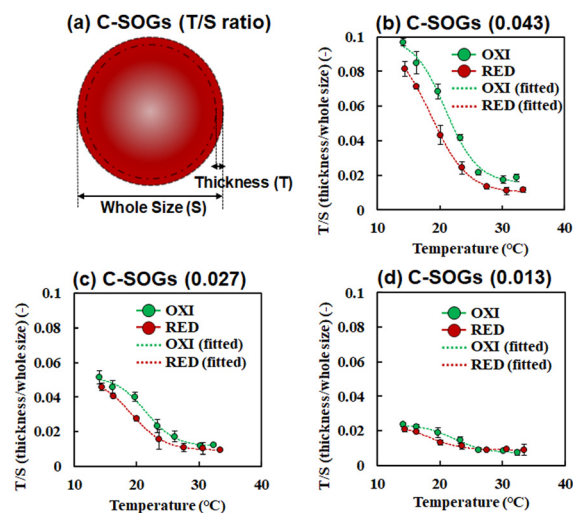 (a) C-SOGs (T/S ratio)
Thickness (T)
Whole Size (S)
(b) C-SOGs (0.043)
T/S (thickness/whole size) (-)
0.1
0.08
0.06
0.04
0.02
0
OXI
RED
OXI (fitted)
RED (fitted)
10
20
30
40
Temperature (°C)
(c) C-SOGs (0.027)
T/S (thickness/whole size) (-)
0.1
0.08
0.06
0.04
0.02
0
OXI
RED
OXI (fitted)
RED (fitted)
10
20
30
40
Temperature (°C)
(d) C-SOGs (0.013)
T/S (thickness/whole size) (-)
0.1
0.08
0.06
0.04
0.02
0
OXI
RED
OXI (fitted)
RED (fitted)
10
20
30
40
Temperature (°C)